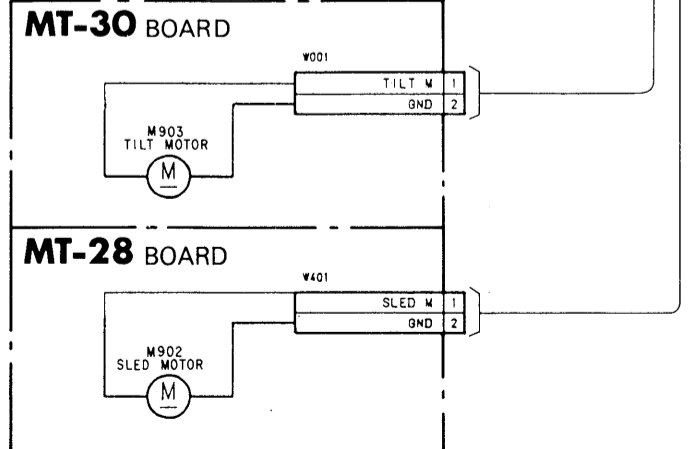 MT-30 BOARD
W001
TILT M 1
GND 2
M903
TILT MOTOR
M
MT-28 BOARD
W401
SLED M 1
GND 2
M902
SLED MOTOR
M